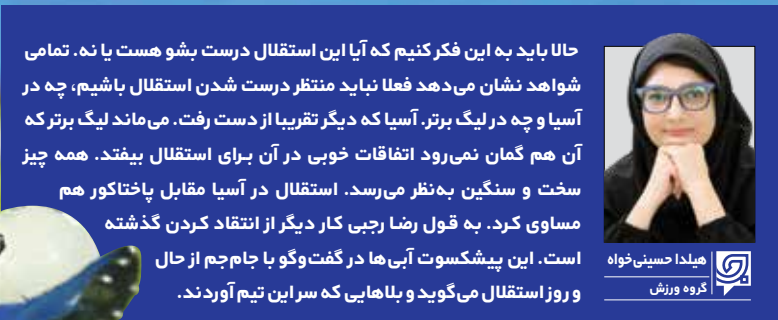 حالا باید به این فکر کنیم که آیا این استقلال درست بشو هست یا نه. تمامی
شواهد نشان می‌دهد فعلا نباید منتظر درست شدن استقلال باشیم، چه در
آسیا و چه در لیگ برتر. آسیا که دیگر تقریبا از دست رفت. می‌ماند لیگ برتر که
آن هم گمان نمی‌رود اتفاقات خوبی در آن برای استقلال بیفتد. همه چیز
سخت و سنگین به‌نظر می‌رسد. استقلال در آسیا مقابل پاختاکور هم
مساوی کرد. به قول رضا رجبی کار دیگر از انتقاد کردن گذشته
است. این پیشکسوت آبی‌ها در گفت‌وگو با جام‌جم از حال
و روز استقلال می‌گوید و بلاهایی که سر این تیم آوردند.
هیلدا حسینی‌خواه
گروه ورزش